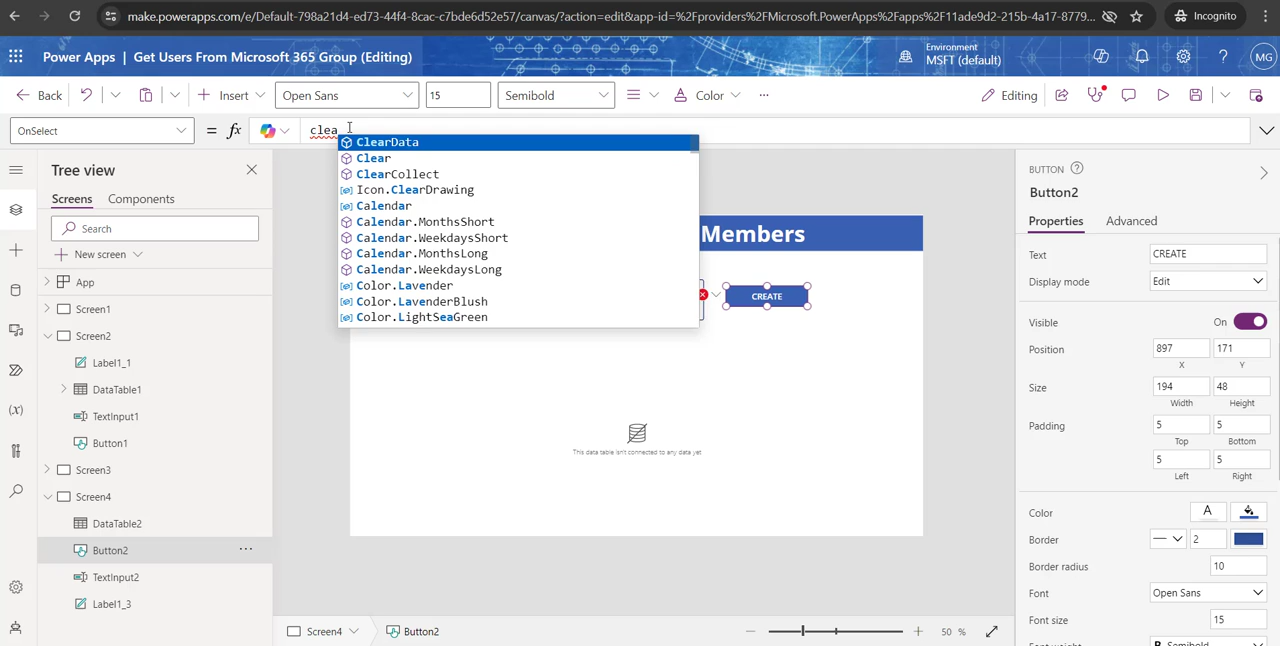 make.powerapps.com/e/Default-798a21d4-ed73-44f4-8cac-c7bde6d52e57/canvas/?action=edit&app-id=%2Fproviders%2FMicrosoft.PowerApps%2Fapps%2F11ade9d2-215b-4a17-8779...
Incognito
Power Apps | Get Users From Microsoft 365 Group (Editing)
Environment
MSFT (default)
MG
Back
Insert
Open Sans
15
Semibold
Color
Editing
OnSelect
= fx
clea
ClearData
Clear
ClearCollect
Icon.ClearDrawing
Calendar
Calendar.MonthsShort
Calendar.WeekdaysShort
Calendar.MonthsLong
Calendar.WeekdaysLong
Color.Lavender
Color.LavenderBlush
Color.LightSeaGreen
Tree view
Screens
Components
Search
New screen
App
Screen1
Screen2
Label1_1
DataTable1
TextInput1
Button1
Screen3
Screen4
DataTable2
Button2
TextInput2
Label1_3
Members
CREATE
This data table isn't connected to any data yet
Screen4
Button2
50 %
BUTTON
Button2
Properties
Advanced
Text
CREATE
Display mode
Edit
Visible
On
Position
897
171
X
Y
Size
194
48
Width
Height
Padding
5
5
Top
Bottom
5
5
Left
Right
Color
A
Border
2
Border radius
10
Font
Open Sans
Font size
15
Font weight
B Semibold